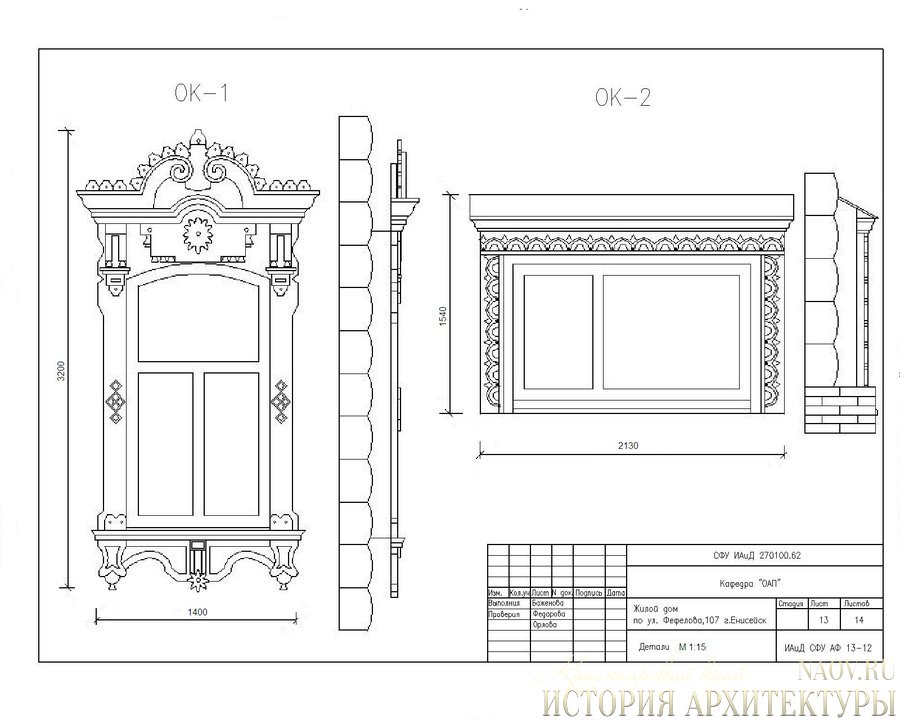 ОК-1
ОК-2
3200
1400
1540
2130
СФУ ИАиД 270100.62
Кафедра "ОАП"
Изм. Кол.уч Лист N док. Подпись Дата
Выполнил Баженова
Проверил Федорова
Орлова
Жилой дом
по ул. Ферелова,107 г.Енисейск
Стадия Лист Листов
13 14
Детали М 1:15
ИАиД СФУ АФ 13-12
NAOV.RU
ИСТОРИЯ АРХИТЕКТУРЫ